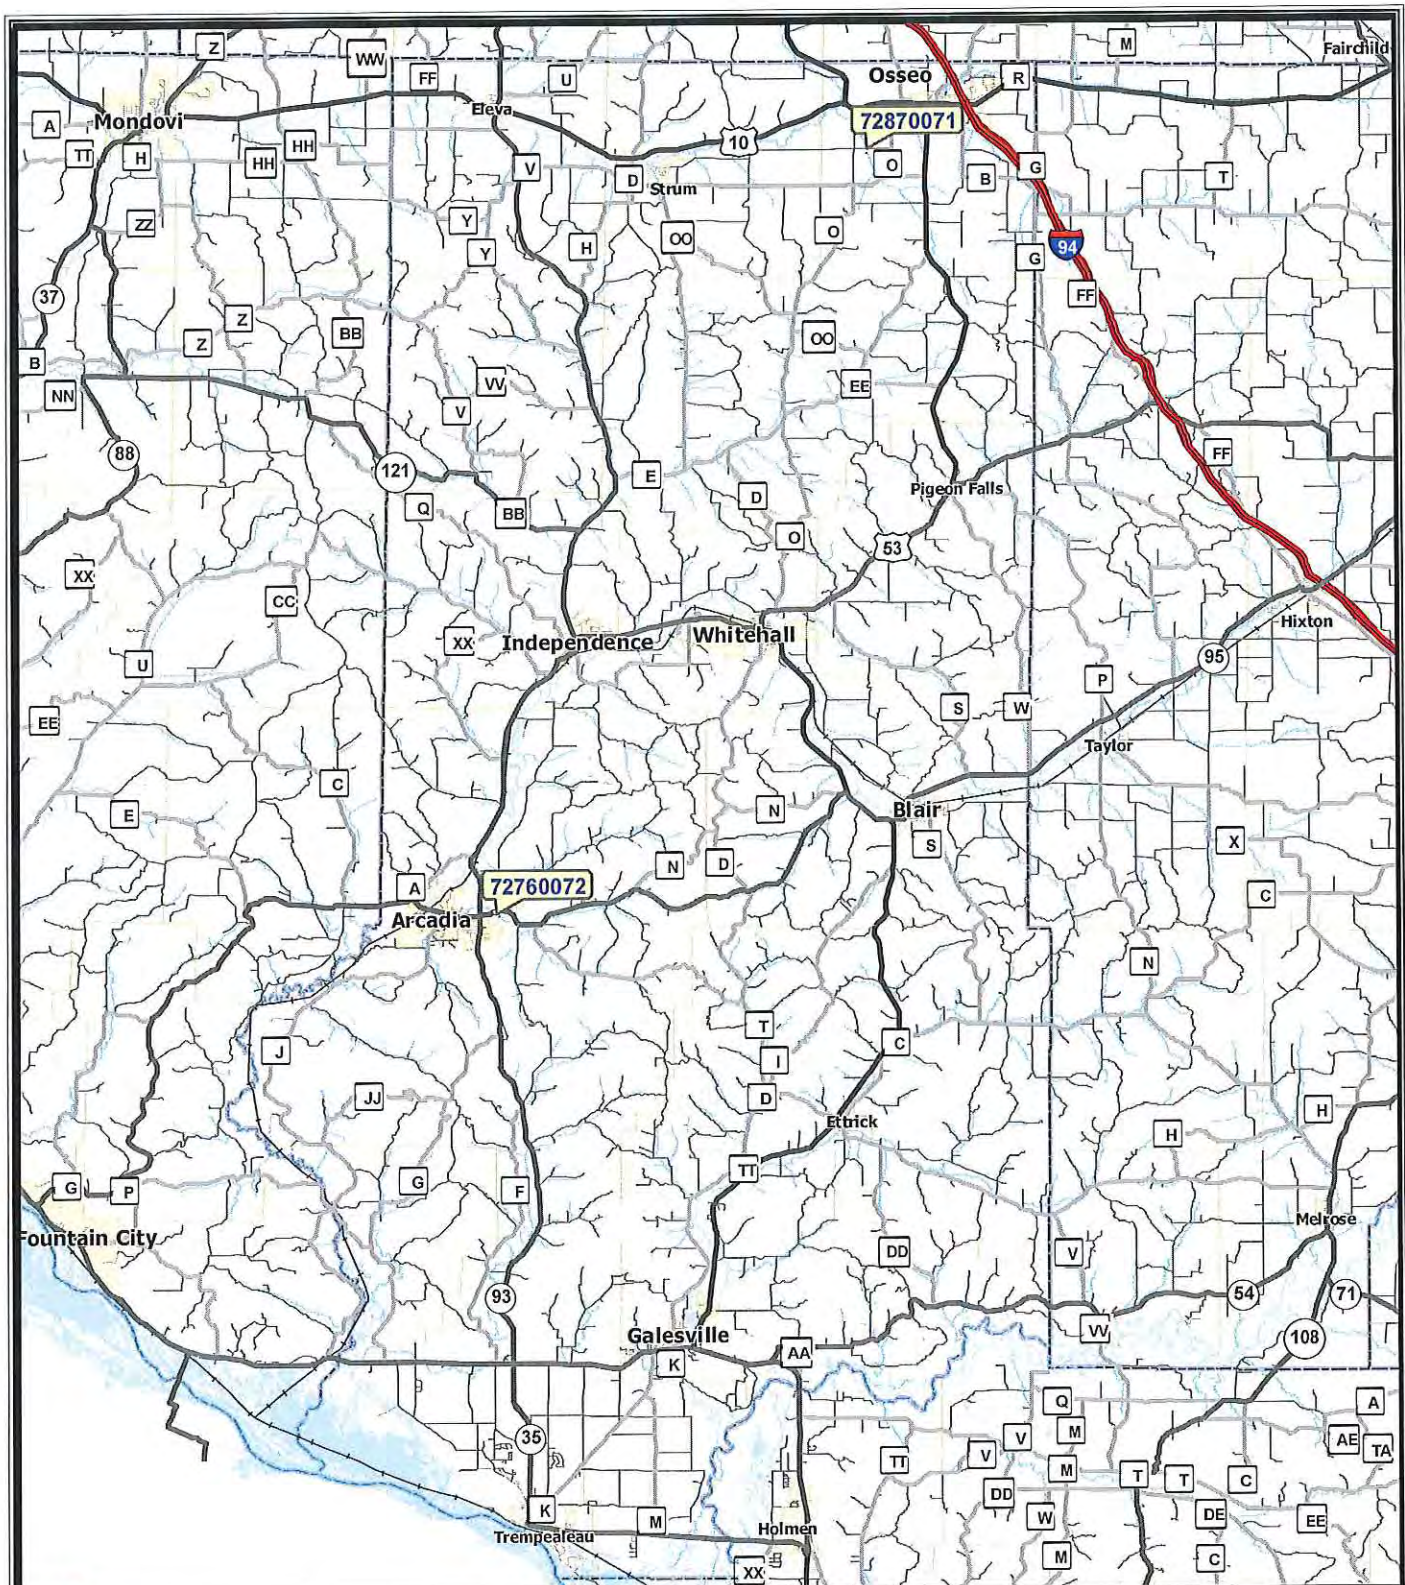 M
Fairchild
Z
WW
FF
U
Osseo
R
Eleva
Mondovi
A
72870071
10
TT
H
HH
HH
V
D
Strum
O
B
G
T
ZZ
Y
Y
H
OO
O
94
G
37
FF
Z
Z
BB
OO
B
NN
VV
V
EE
88
121
E
FF
Q
BB
D
Pigeon Falls
O
53
XX
CC
XX
Independence
Whitehall
Hixton
95
U
P
EE
S
W
Taylor
C
E
N
Blair
S
X
N
D
A
72760072
C
Arcadia
N
T
J
I
C
JJ
D
Ettrick
H
H
TT
G
P
G
F
Fountain City
Melrose
DD
V
93
54
71
Galesville
VV
108
K
AA
Q
A
M
35
V
V
AE
TA
TT
M
T
T
C
DD
K
M
W
DE
EE
Trempealeau
Holmen
M
C
XX